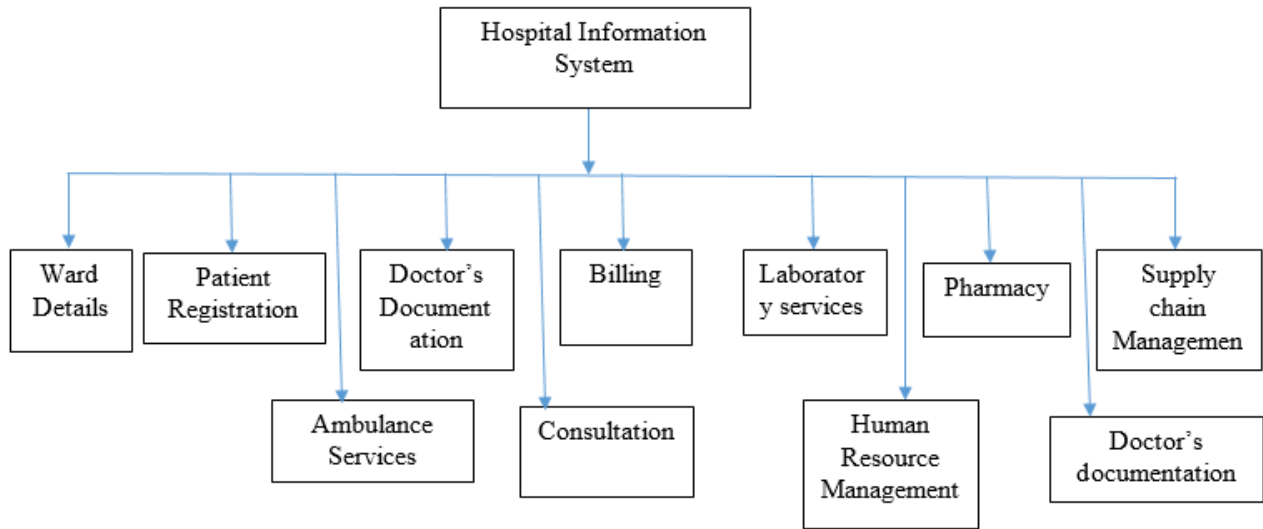 Hospital Information
System
Ward
Details
Patient
Registration
Doctor’s
Document
ation
Billing
Laborator
y services
Pharmacy
Supply
chain
Managemen
Ambulance
Services
Consultation
Human
Resource
Management
Doctor’s
documentation